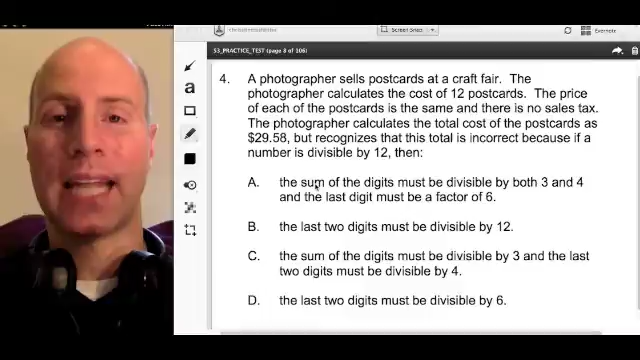 Screen Snap
Evernote
53_PRACTICE_TEST (page 8 of 106)
4. A photographer sells postcards at a craft fair. The
photographer calculates the cost of 12 postcards. The price
of each of the postcards is the same and there is no sales tax.
The photographer calculates the total cost of the postcards as
$29.58, but recognizes that this total is incorrect because if a
number is divisible by 12, then:
A. the sum of the digits must be divisible by both 3 and 4
and the last digit must be a factor of 6.
B. the last two digits must be divisible by 12.
C. the sum of the digits must be divisible by 3 and the last
two digits must be divisible by 4.
D. the last two digits must be divisible by 6.
a